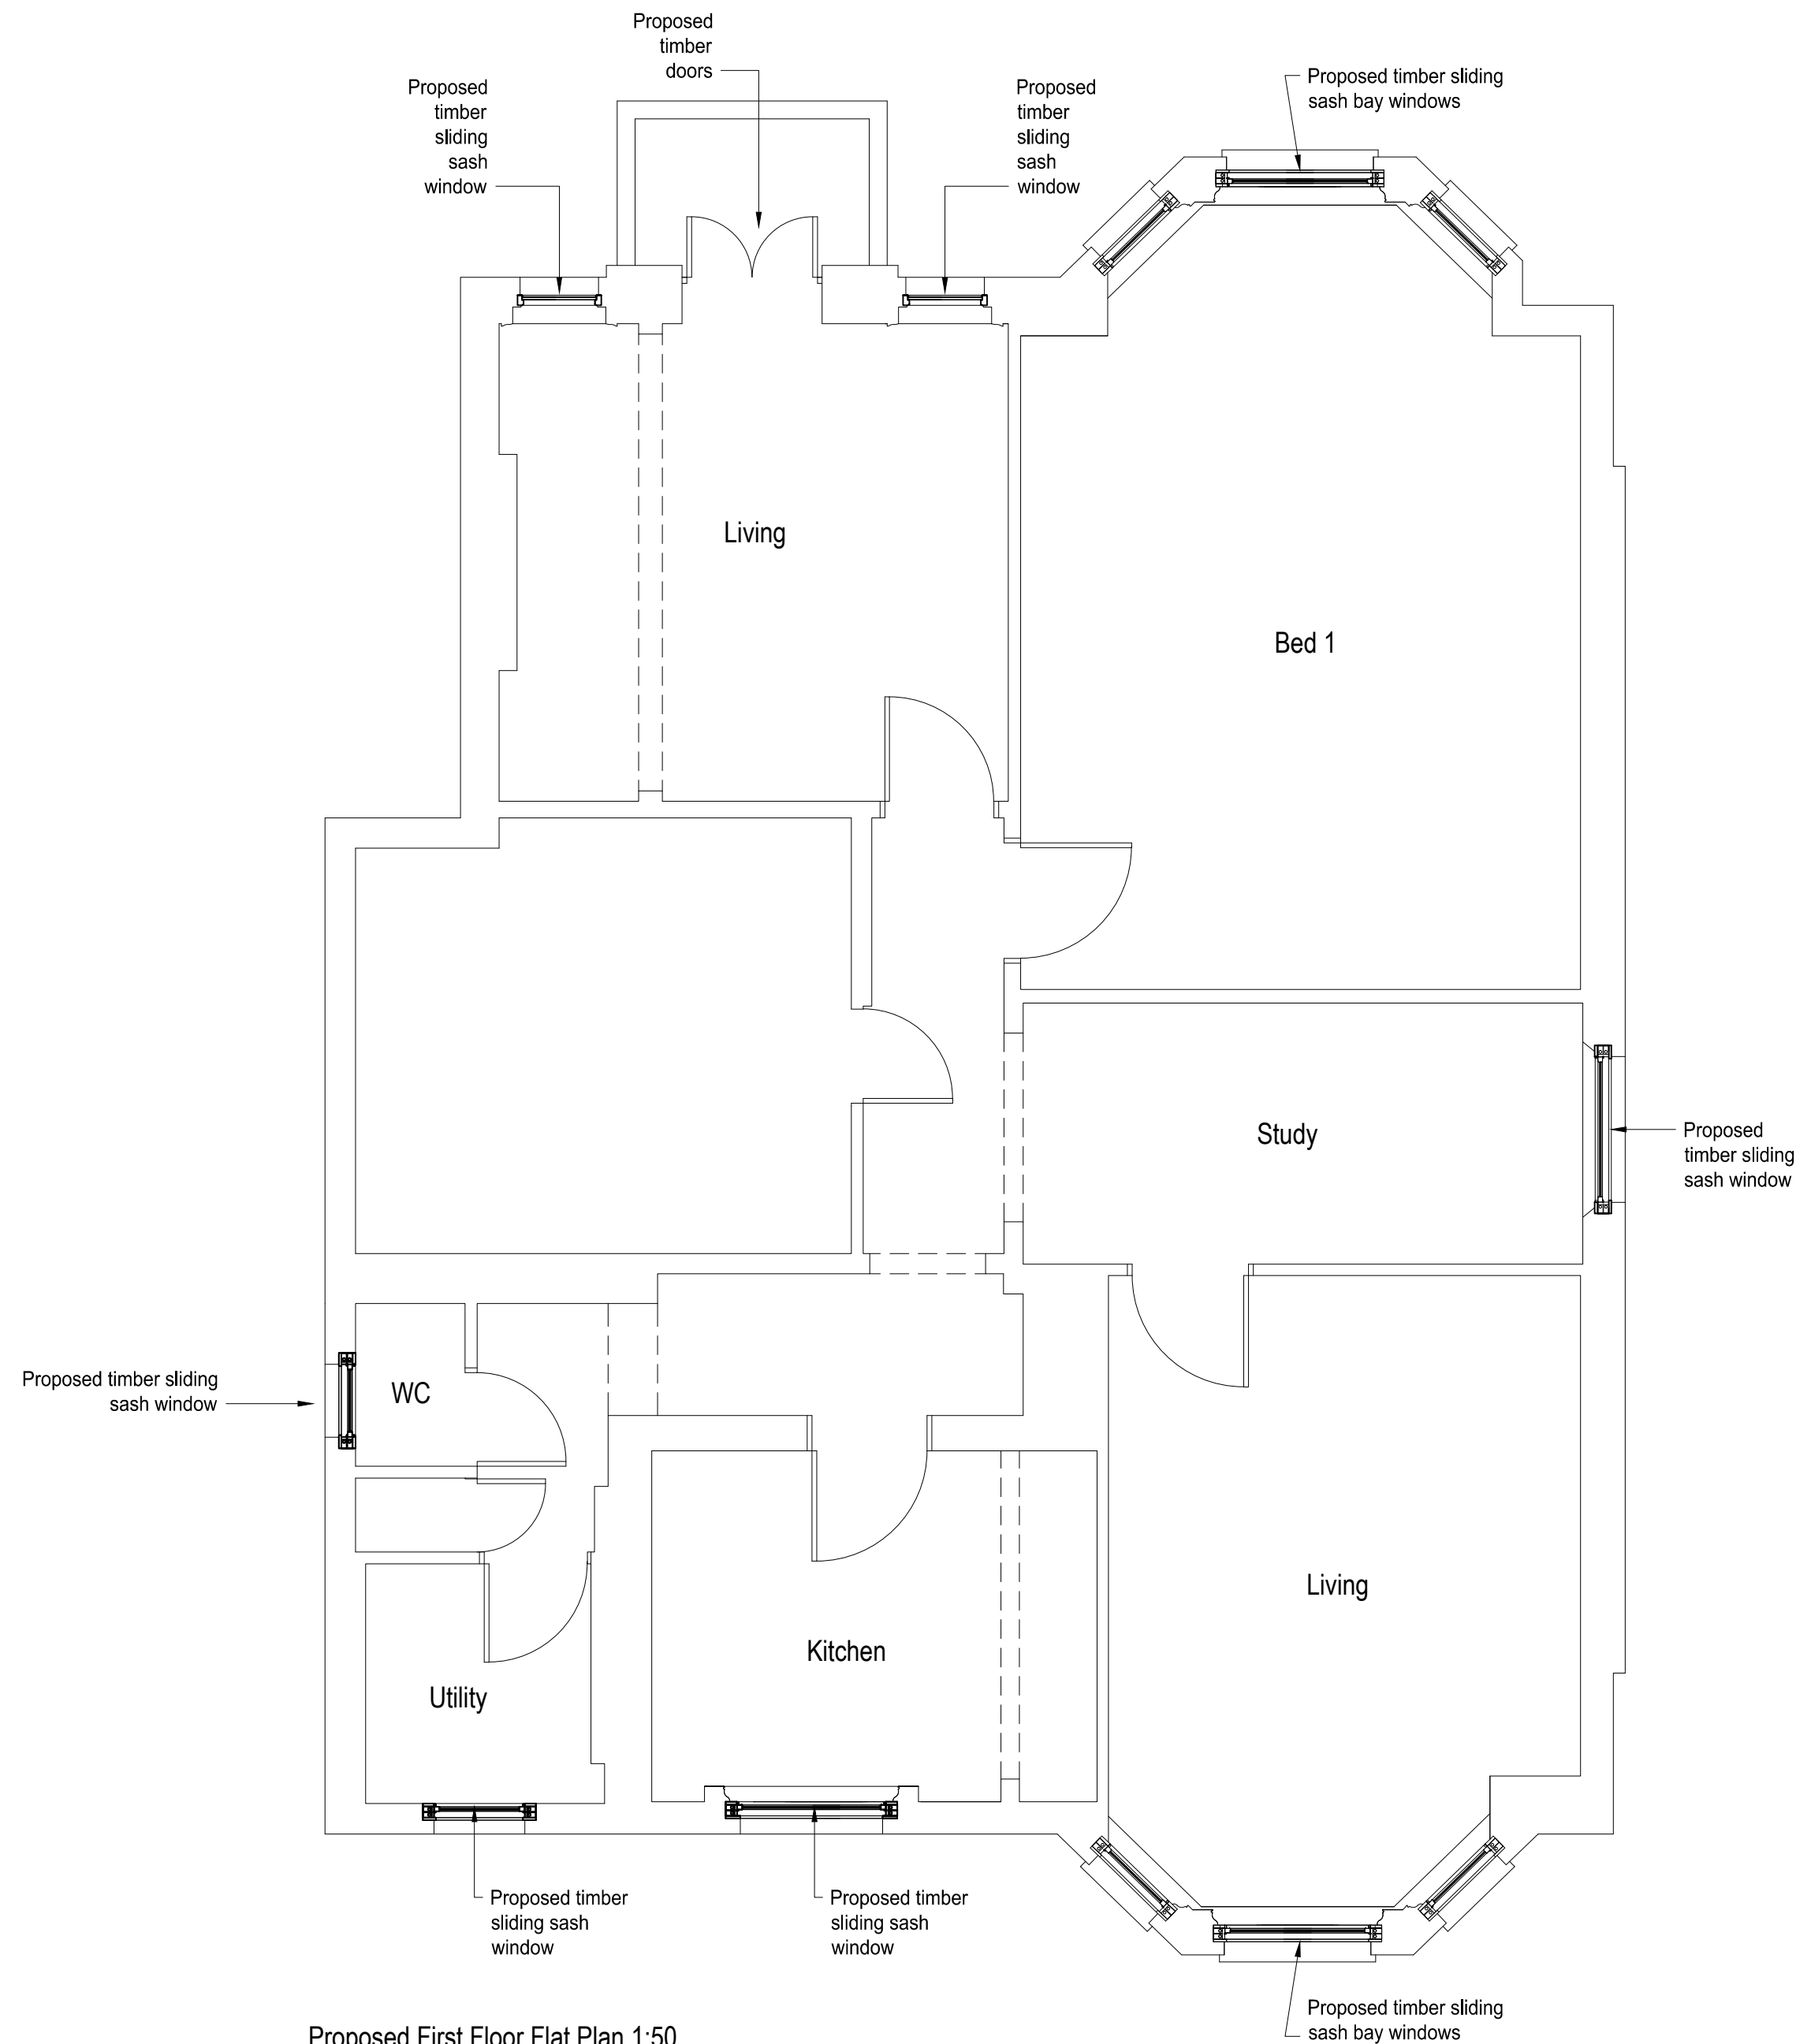 Proposed
timber
doors
Proposed
timber
sliding
sash
window
Proposed
timber
sliding
sash
window
Proposed timber sliding
sash bay windows
Living
Bed 1
Study
Proposed
timber sliding
sash window
Proposed timber sliding
sash window
WC
Living
Kitchen
Utility
Proposed timber
sliding sash
window
Proposed timber
sliding sash
window
Proposed timber sliding
sash bay windows
Proposed First Floor Flat Plan 1:50